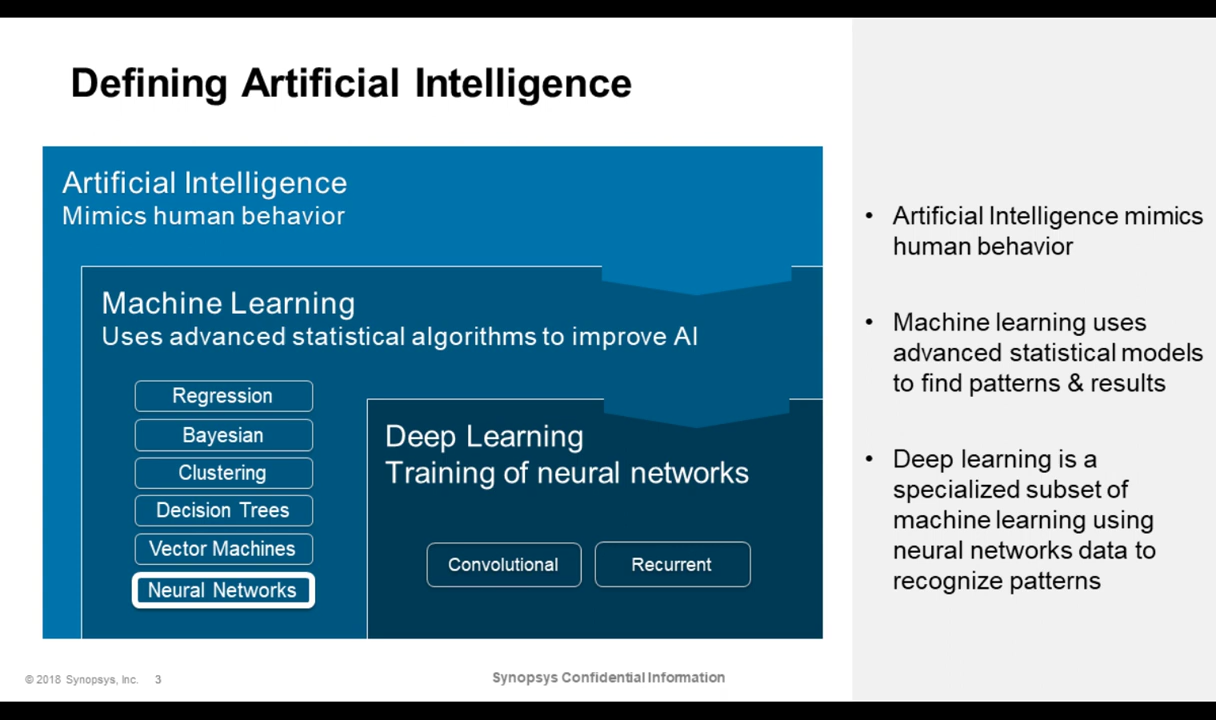 Defining Artificial Intelligence
Artificial Intelligence
Mimics human behavior
Machine Learning
Uses advanced statistical algorithms to improve AI
Regression
Bayesian
Clustering
Decision Trees
Vector Machines
Neural Networks
Deep Learning
Training of neural networks
Convolutional
Recurrent
• Artificial Intelligence mimics
human behavior
• Machine learning uses
advanced statistical models
to find patterns & results
• Deep learning is a
specialized subset of
machine learning using
neural networks data to
recognize patterns
© 2018 Synopsys, Inc. 3
Synopsys Confidential Information